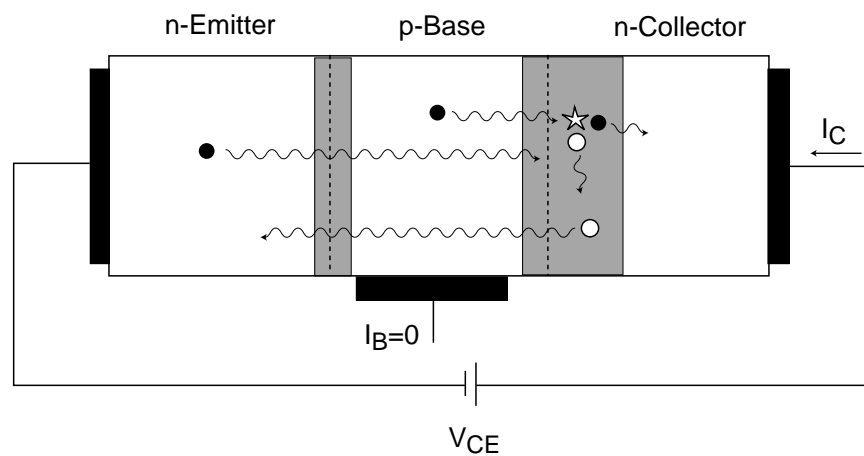 n-Emitter p-Base n-Collector
I_C
I_B=0
V_CE